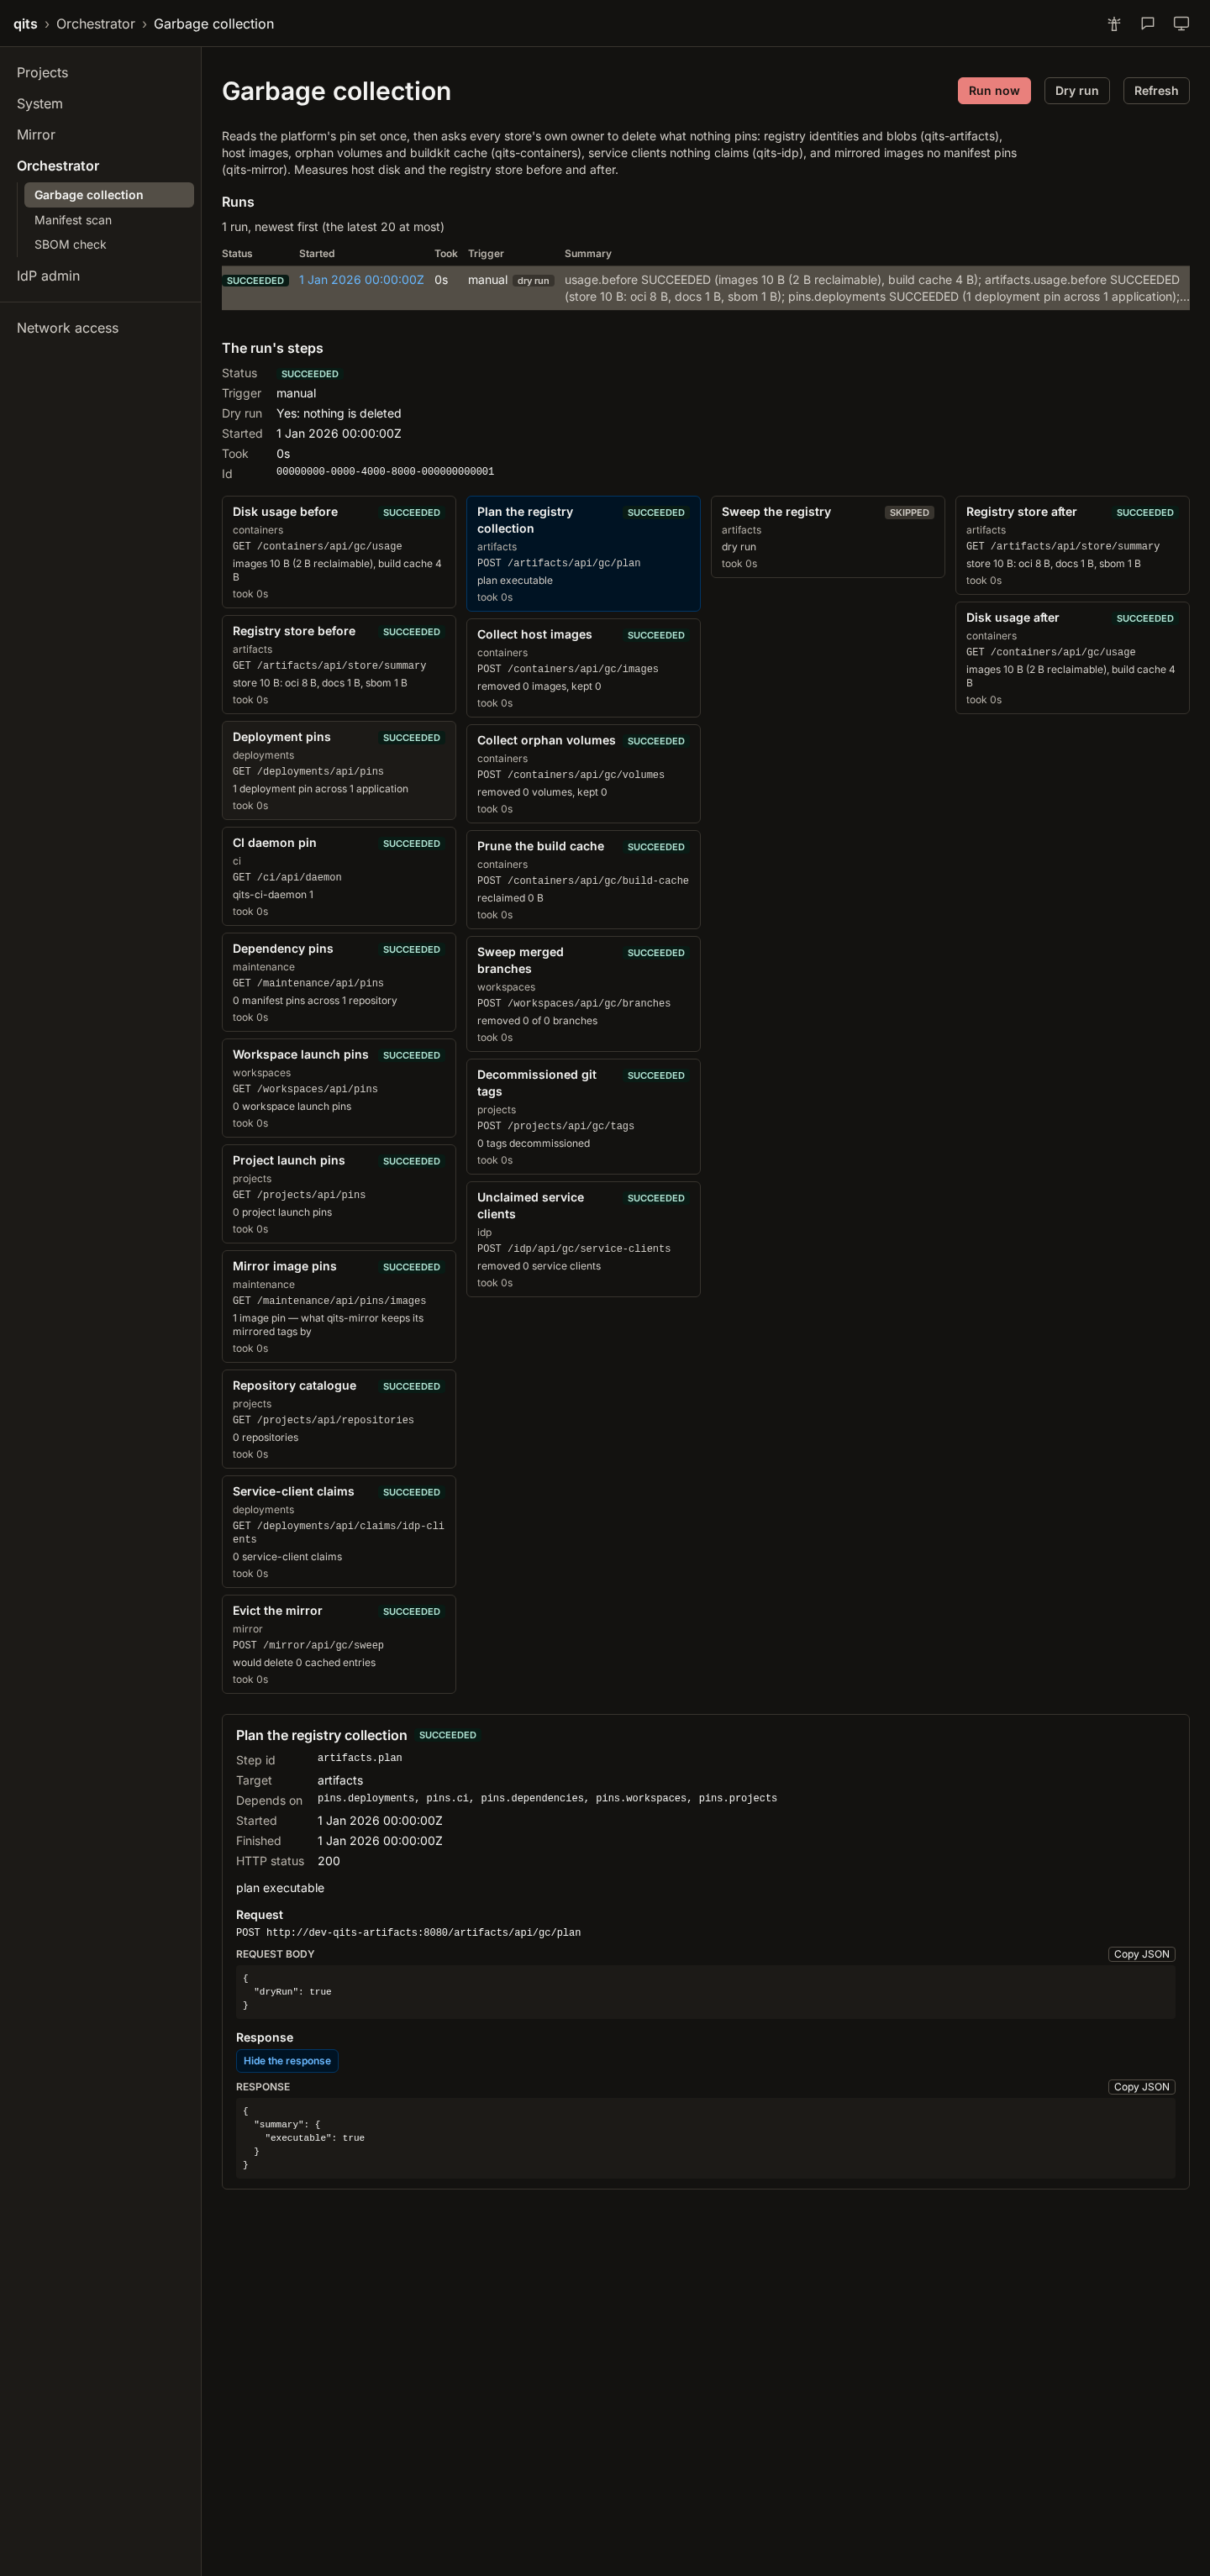 qits › Orchestrator › Garbage collection
Projects
System
Mirror
Orchestrator
Garbage collection
Manifest scan
SBOM check
IdP admin
Network access
Garbage collection
Run now
Dry run
Refresh
Reads the platform's pin set once, then asks every store's own owner to delete what nothing pins: registry identities and blobs (qits-artifacts),
host images, orphan volumes and buildkit cache (qits-containers), service clients nothing claims (qits-idp), and mirrored images no manifest pins
(qits-mirror). Measures host disk and the registry store before and after.
Runs
1 run, newest first (the latest 20 at most)
Status Started Took Trigger Summary
SUCCEEDED 1 Jan 2026 00:00:00Z 0s manual dry run usage.before SUCCEEDED (images 10 B (2 B reclaimable), build cache 4 B); artifacts.usage.before SUCCEEDED
(store 10 B: oci 8 B, docs 1 B, sbom 1 B); pins.deployments SUCCEEDED (1 deployment pin across 1 application);…
The run's steps
Status SUCCEEDED
Trigger manual
Dry run Yes: nothing is deleted
Started 1 Jan 2026 00:00:00Z
Took 0s
Id 00000000-0000-4000-8000-000000000001
Disk usage before SUCCEEDED
containers
GET /containers/api/gc/usage
images 10 B (2 B reclaimable), build cache 4
B
took 0s
Registry store before SUCCEEDED
artifacts
GET /artifacts/api/store/summary
store 10 B: oci 8 B, docs 1 B, sbom 1 B
took 0s
Deployment pins SUCCEEDED
deployments
GET /deployments/api/pins
1 deployment pin across 1 application
took 0s
CI daemon pin SUCCEEDED
ci
GET /ci/api/daemon
qits-ci-daemon 1
took 0s
Dependency pins SUCCEEDED
maintenance
GET /maintenance/api/pins
0 manifest pins across 1 repository
took 0s
Workspace launch pins SUCCEEDED
workspaces
GET /workspaces/api/pins
0 workspace launch pins
took 0s
Project launch pins SUCCEEDED
projects
GET /projects/api/pins
0 project launch pins
took 0s
Mirror image pins SUCCEEDED
maintenance
GET /maintenance/api/pins/images
1 image pin — what qits-mirror keeps its
mirrored tags by
took 0s
Repository catalogue SUCCEEDED
projects
GET /projects/api/repositories
0 repositories
took 0s
Service-client claims SUCCEEDED
deployments
GET /deployments/api/claims/idp-cli
ents
0 service-client claims
took 0s
Evict the mirror SUCCEEDED
mirror
POST /mirror/api/gc/sweep
would delete 0 cached entries
took 0s
Plan the registry SUCCEEDED
collection
artifacts
POST /artifacts/api/gc/plan
plan executable
took 0s
Collect host images SUCCEEDED
containers
POST /containers/api/gc/images
removed 0 images, kept 0
took 0s
Collect orphan volumes SUCCEEDED
containers
POST /containers/api/gc/volumes
removed 0 volumes, kept 0
took 0s
Prune the build cache SUCCEEDED
containers
POST /containers/api/gc/build-cache
reclaimed 0 B
took 0s
Sweep merged SUCCEEDED
branches
workspaces
POST /workspaces/api/gc/branches
removed 0 of 0 branches
took 0s
Decommissioned git SUCCEEDED
tags
projects
POST /projects/api/gc/tags
0 tags decommissioned
took 0s
Unclaimed service SUCCEEDED
clients
idp
POST /idp/api/gc/service-clients
removed 0 service clients
took 0s
Sweep the registry SKIPPED
artifacts
dry run
took 0s
Registry store after SUCCEEDED
artifacts
GET /artifacts/api/store/summary
store 10 B: oci 8 B, docs 1 B, sbom 1 B
took 0s
Disk usage after SUCCEEDED
containers
GET /containers/api/gc/usage
images 10 B (2 B reclaimable), build cache 4
B
took 0s
Plan the registry collection SUCCEEDED
Step id artifacts.plan
Target artifacts
Depends on pins.deployments, pins.ci, pins.dependencies, pins.workspaces, pins.projects
Started 1 Jan 2026 00:00:00Z
Finished 1 Jan 2026 00:00:00Z
HTTP status 200
plan executable
Request
POST http://dev-qits-artifacts:8080/artifacts/api/gc/plan
REQUEST BODY Copy JSON
{
"dryRun": true
}
Response
Hide the response
RESPONSE Copy JSON
{
"summary": {
"executable": true
}
}